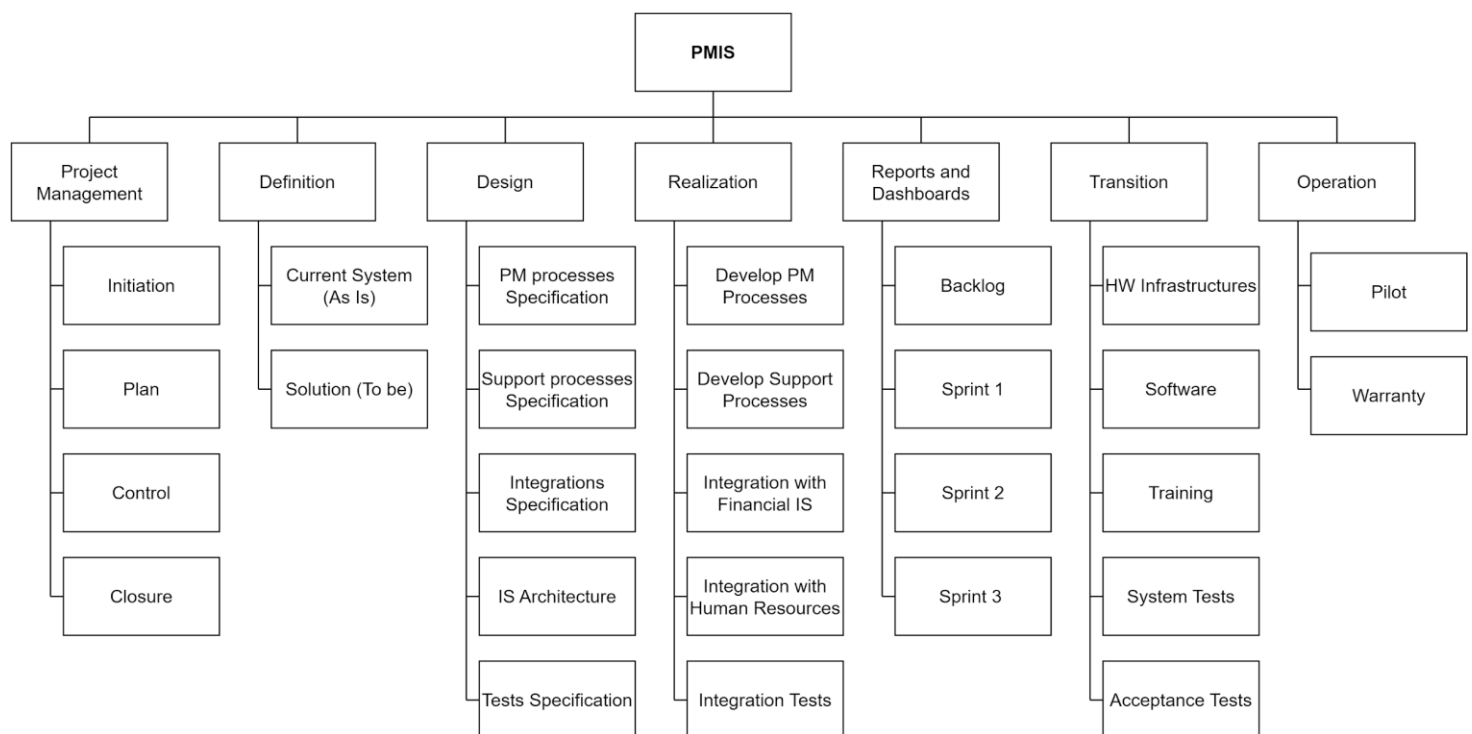 PMIS
Project
Management
Definition
Design
Realization
Reports and
Dashboards
Transition
Operation
Initiation
Plan
Control
Closure
Current System
(As Is)
Solution (To be)
PM processes
Specification
Support processes
Specification
Integrations
Specification
IS Architecture
Tests Specification
Develop PM
Processes
Develop Support
Processes
Integration with
Financial IS
Integration with
Human Resources
Integration Tests
Backlog
Sprint 1
Sprint 2
Sprint 3
HW Infrastructures
Software
Training
System Tests
Acceptance Tests
Pilot
Warranty